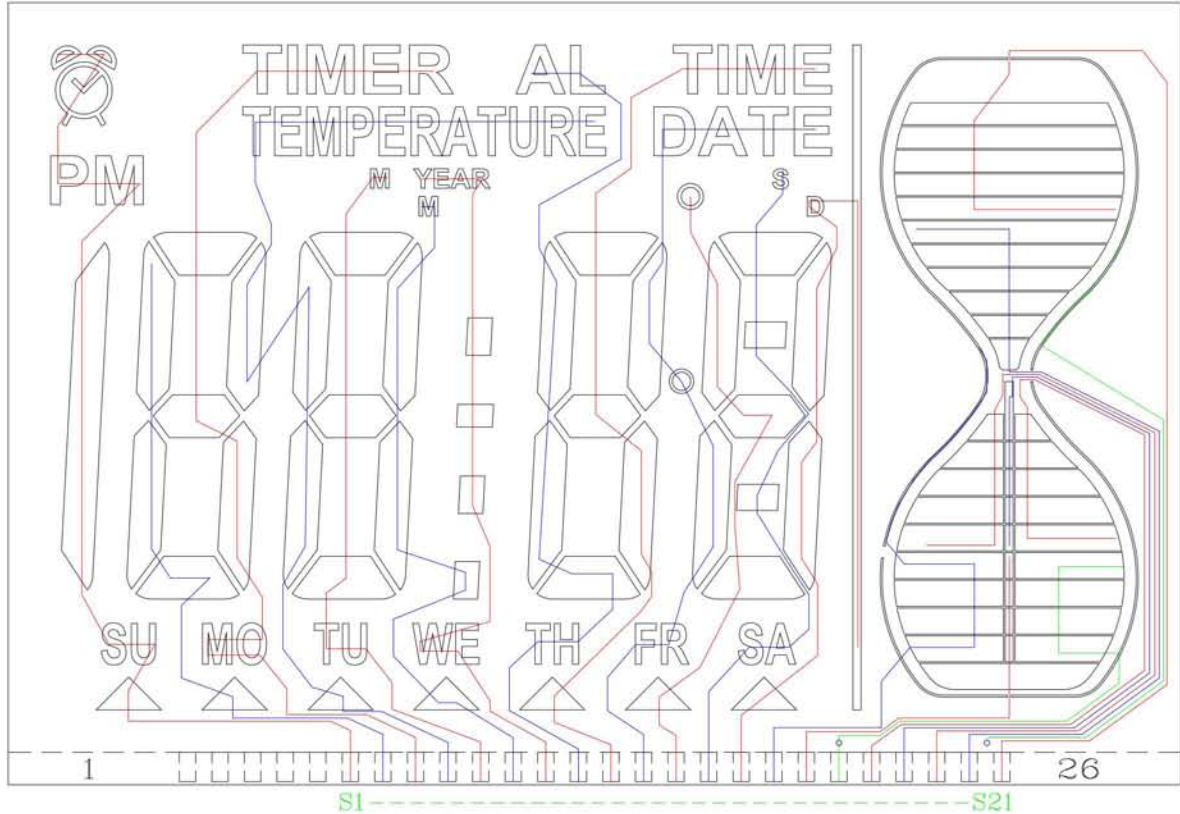 TIMER AL TIME
TEMPERATURE DATE
PM
M YEAR S
M D
SU MO TU WE TH FR SA
1 26
S1 S21